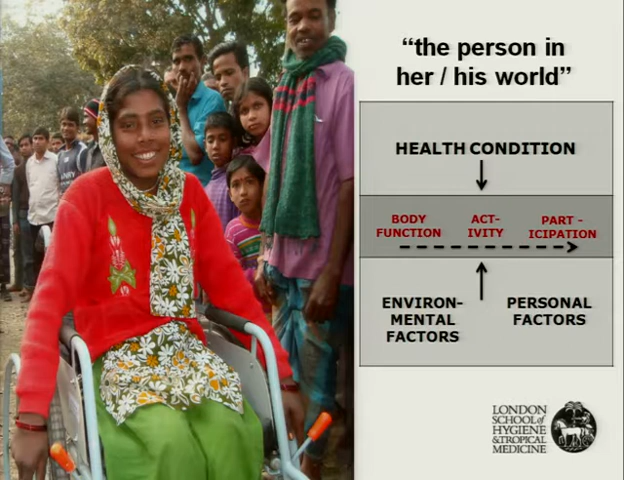 “the person in
her / his world”
HEALTH CONDITION
BODY
FUNCTION
ACT-
IVITY
PART -
ICIPATION
ENVIRON-
MENTAL
FACTORS
PERSONAL
FACTORS
LONDON
SCHOOL of
HYGIENE
& TROPICAL
MEDICINE